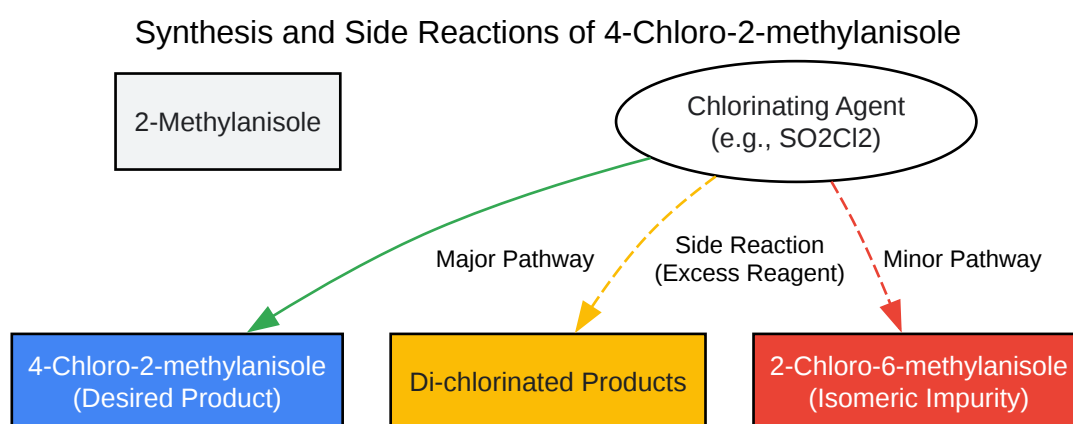 Synthesis and Side Reactions of 4-Chloro-2-methylanisole
2-Methylanisole
Chlorinating Agent
(e.g., SO2Cl2)
Major Pathway
Side Reaction
(Excess Reagent)
Minor Pathway
4-Chloro-2-methylanisole
(Desired Product)
Di-chlorinated Products
2-Chloro-6-methylanisole
(Isomeric Impurity)